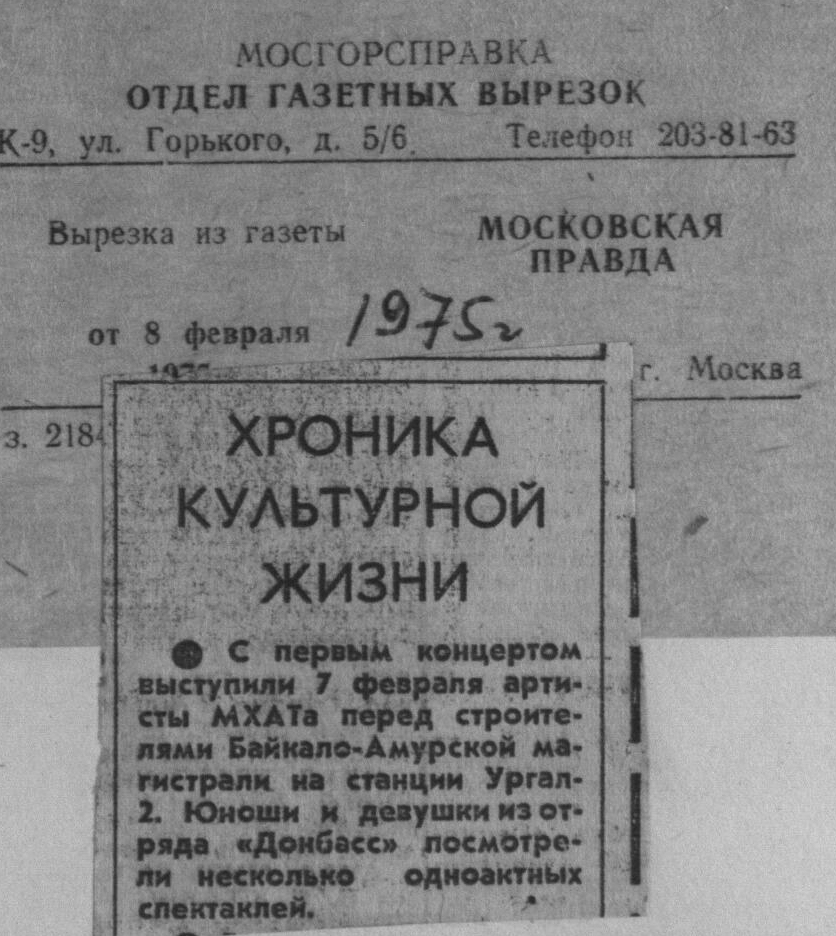 МОСГОРСПРАВКА
ОТДЕЛ ГАЗЕТНЫХ ВЫРЕЗОК
К-9, ул. Горького, д. 5/6. Телефон 203-81-63
Вырезка из газеты МОСКОВСКАЯ
ПРАВДА
от 8 февраля 1975г
г. Москва
з. 2184
ХРОНИКА
КУЛЬТУРНОЙ
ЖИЗНИ
● С первым концертом
выступили 7 февраля арти-
сты МХАТа перед строите-
лями Байкало-Амурской ма-
гистрали на станции Ургал-
2. Юноши и девушки из от-
ряда «Донбасс» посмотре-
ли несколько одноактных
спектаклей.